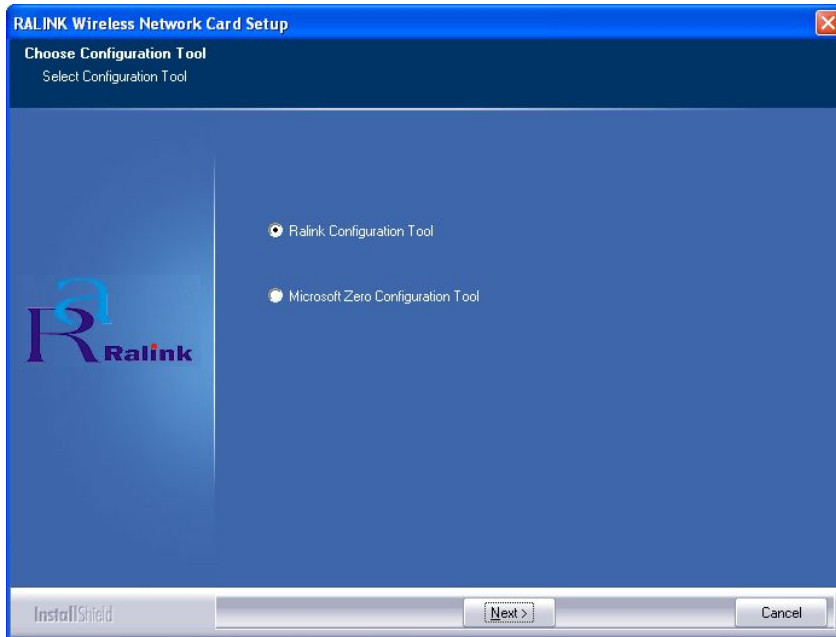 RALINK Wireless Network Card Setup
Choose Configuration Tool
Select Configuration Tool
Ralink Configuration Tool
Microsoft Zero Configuration Tool
Ra
Ralink
InstallShield
Next >
Cancel